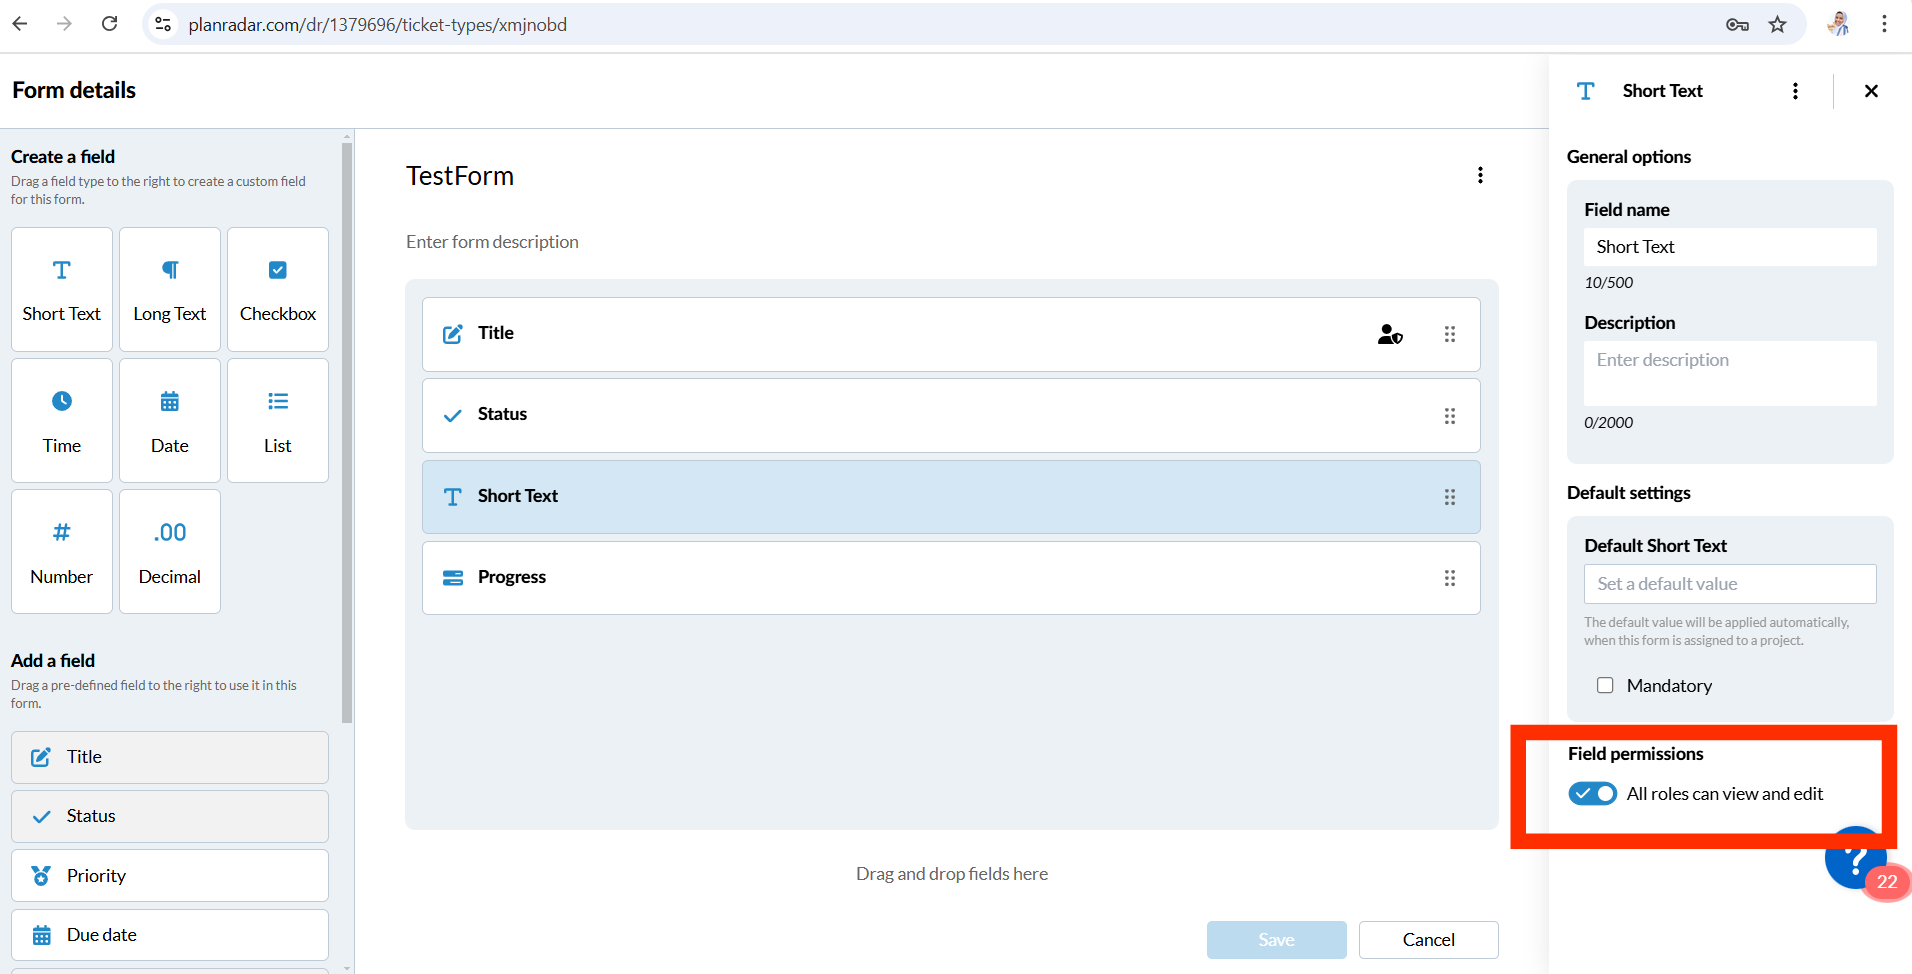 planradar.com/dr/1379696/ticket-types/xmjnobd
Form details
Create a field
Drag a field type to the right to create a custom field
for this form.
Short Text
Long Text
Checkbox
Time
Date
List
#
Number
.00
Decimal
Add a field
Drag a pre-defined field to the right to use it in this
form.
Title
Status
Priority
Due date
TestForm
Enter form description
Title
Status
Short Text
Progress
Drag and drop fields here
Save
Cancel
Short Text
General options
Field name
Short Text
10/500
Description
Enter description
0/2000
Default settings
Default Short Text
Set a default value
The default value will be applied automatically,
when this form is assigned to a project.
Mandatory
Field permissions
All roles can view and edit
?
22